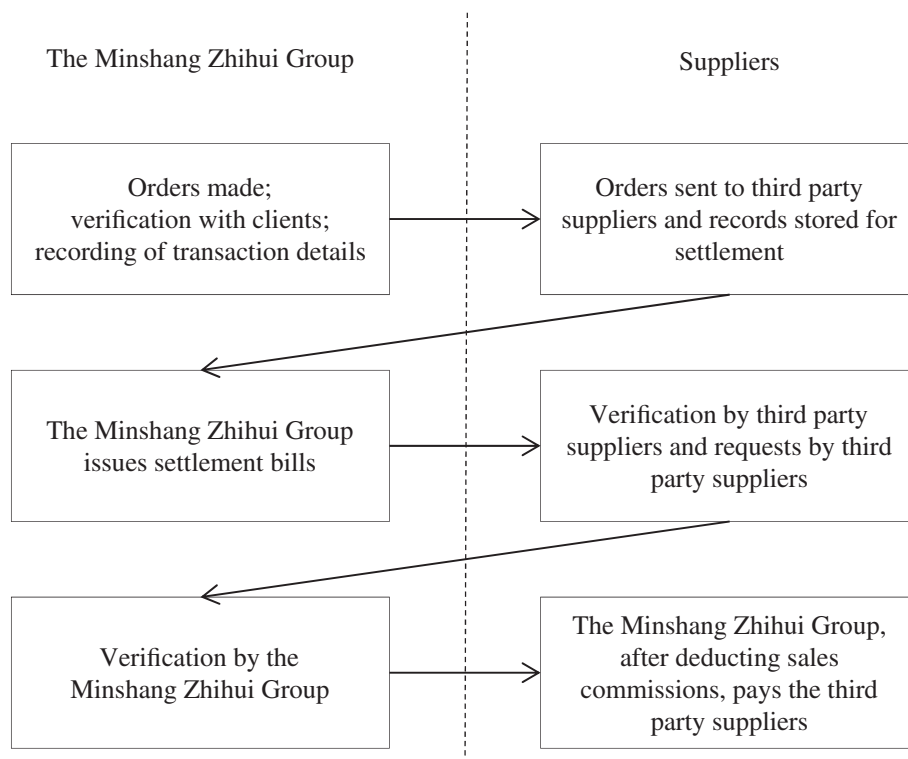 The Minshang Zhihui Group
Suppliers
Orders made;
verification with clients;
recording of transaction details
Orders sent to third party
suppliers and records stored for
settlement
The Minshang Zhihui Group
issues settlement bills
Verification by third party
suppliers and requests by third
party suppliers
Verification by the
Minshang Zhihui Group
The Minshang Zhihui Group,
after deducting sales
commissions, pays the third
party suppliers